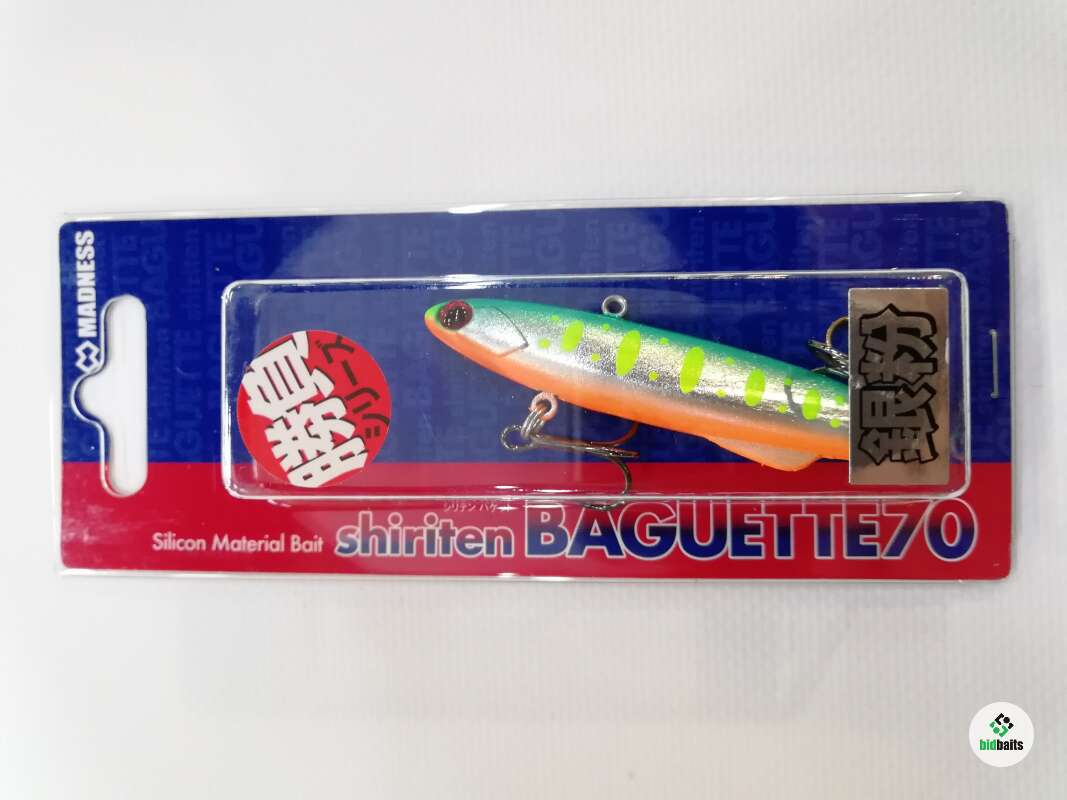 MADNESS
勝負
シリーズ
銀粉
シリテン バゲット
Silicon Material Bait shiriten BAGUETTE70
bidbaits